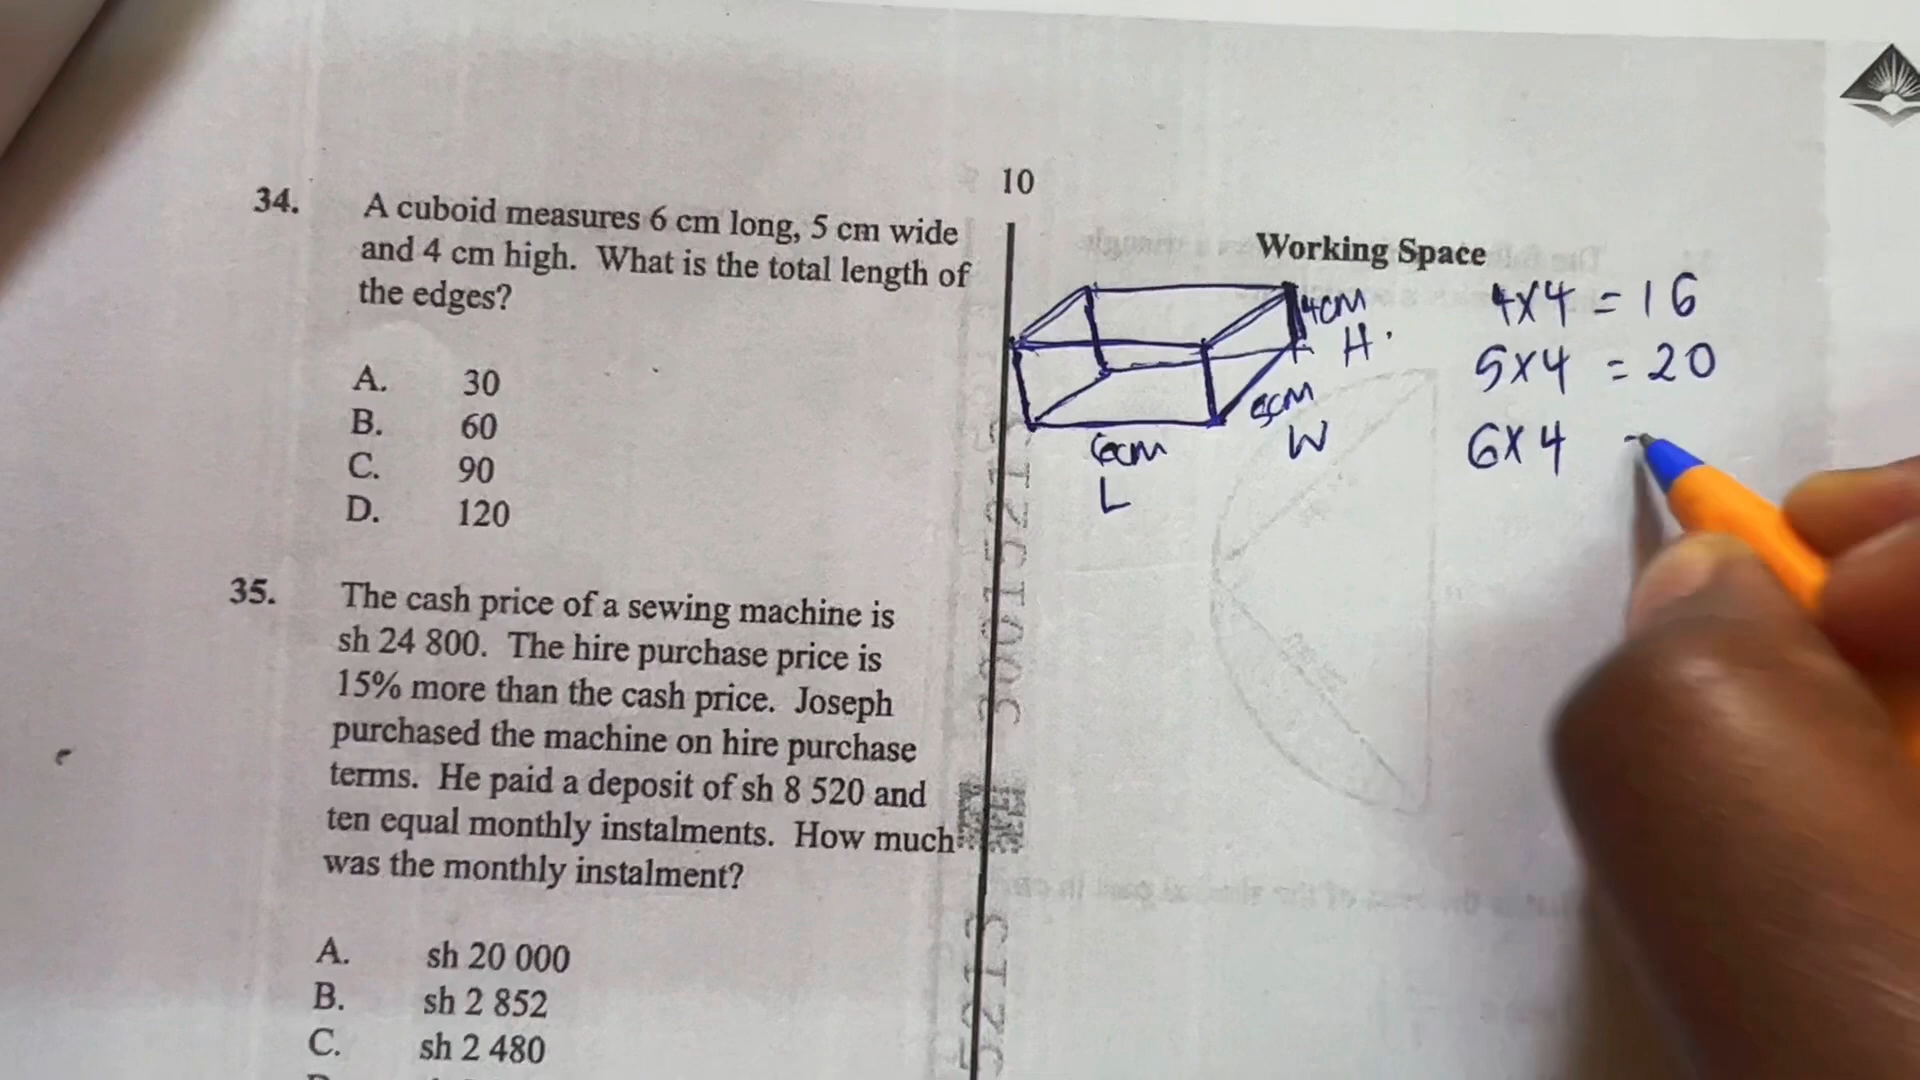 10
34. A cuboid measures 6 cm long, 5 cm wide
and 4 cm high. What is the total length of
the edges?
A. 30
B. 60
C. 90
D. 120
35. The cash price of a sewing machine is
sh 24 800. The hire purchase price is
15% more than the cash price. Joseph
purchased the machine on hire purchase
terms. He paid a deposit of sh 8 520 and
ten equal monthly instalments. How much
was the monthly instalment?
A. sh 20 000
B. sh 2 852
C. sh 2 480
Working Space
4cm
H.
5cm
W
6cm
L
4x4 = 16
5x4 = 20
6x4